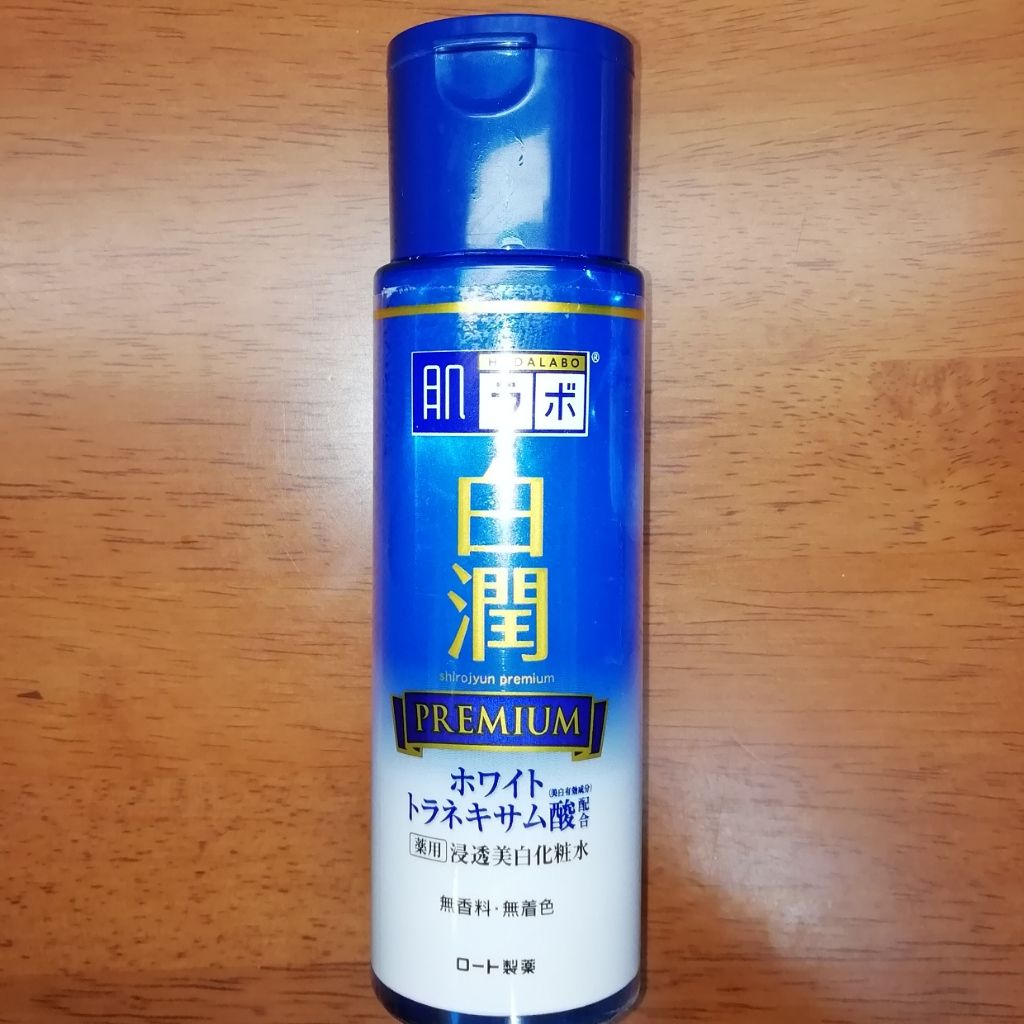 HADALABO®
肌ラボ
白潤
shirojyun premium
PREMIUM
ホワイト
トラネキサム酸(美白有効成分)配合
薬用 浸透美白化粧水
無香料・無着色
ロート製薬